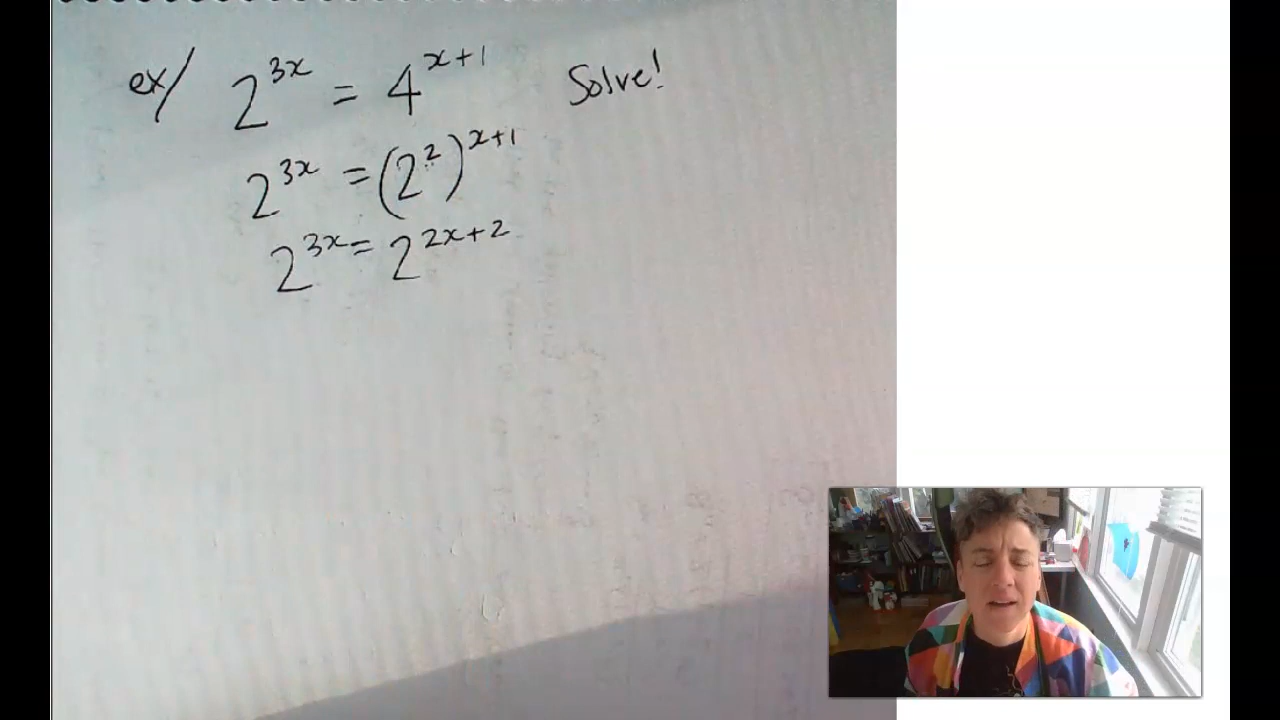 ex/ 2^{3x} = 4^{x+1} Solve!
2^{3x} = (2^2)^{x+1}
2^{3x} = 2^{2x+2}